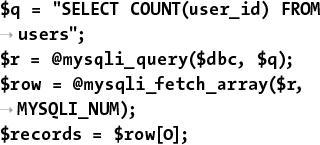 $q = "SELECT COUNT(user_id) FROM
→ users";
$r = @mysqli_query($dbc, $q);
$row = @mysqli_fetch_array($r,
→ MYSQLI_NUM);
$records = $row[0];